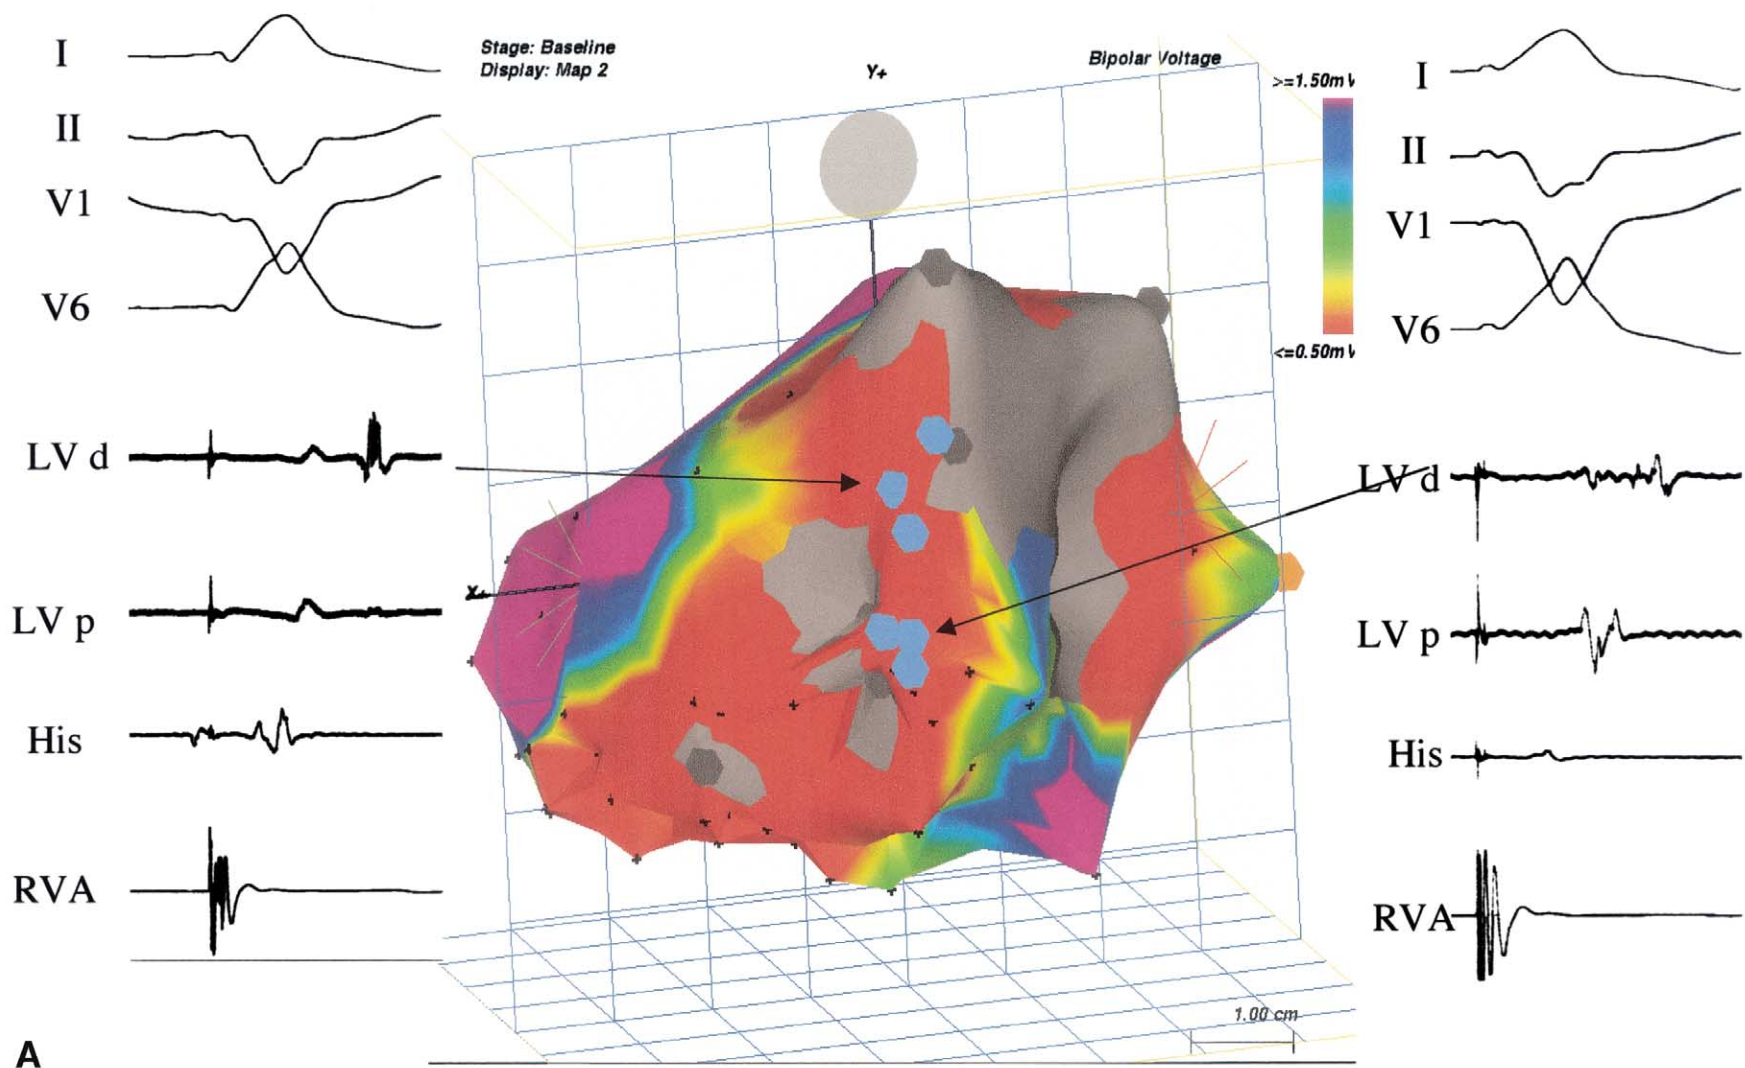 I
II
V1
V6
LV d
LV p
His
RVA
A
Stage: Baseline
Display: Map 2
Y+
Bipolar Voltage
>=1.50mV
<=0.50mV
X+
1.00 cm
I
II
V1
V6
LV d
LV p
His
RVA